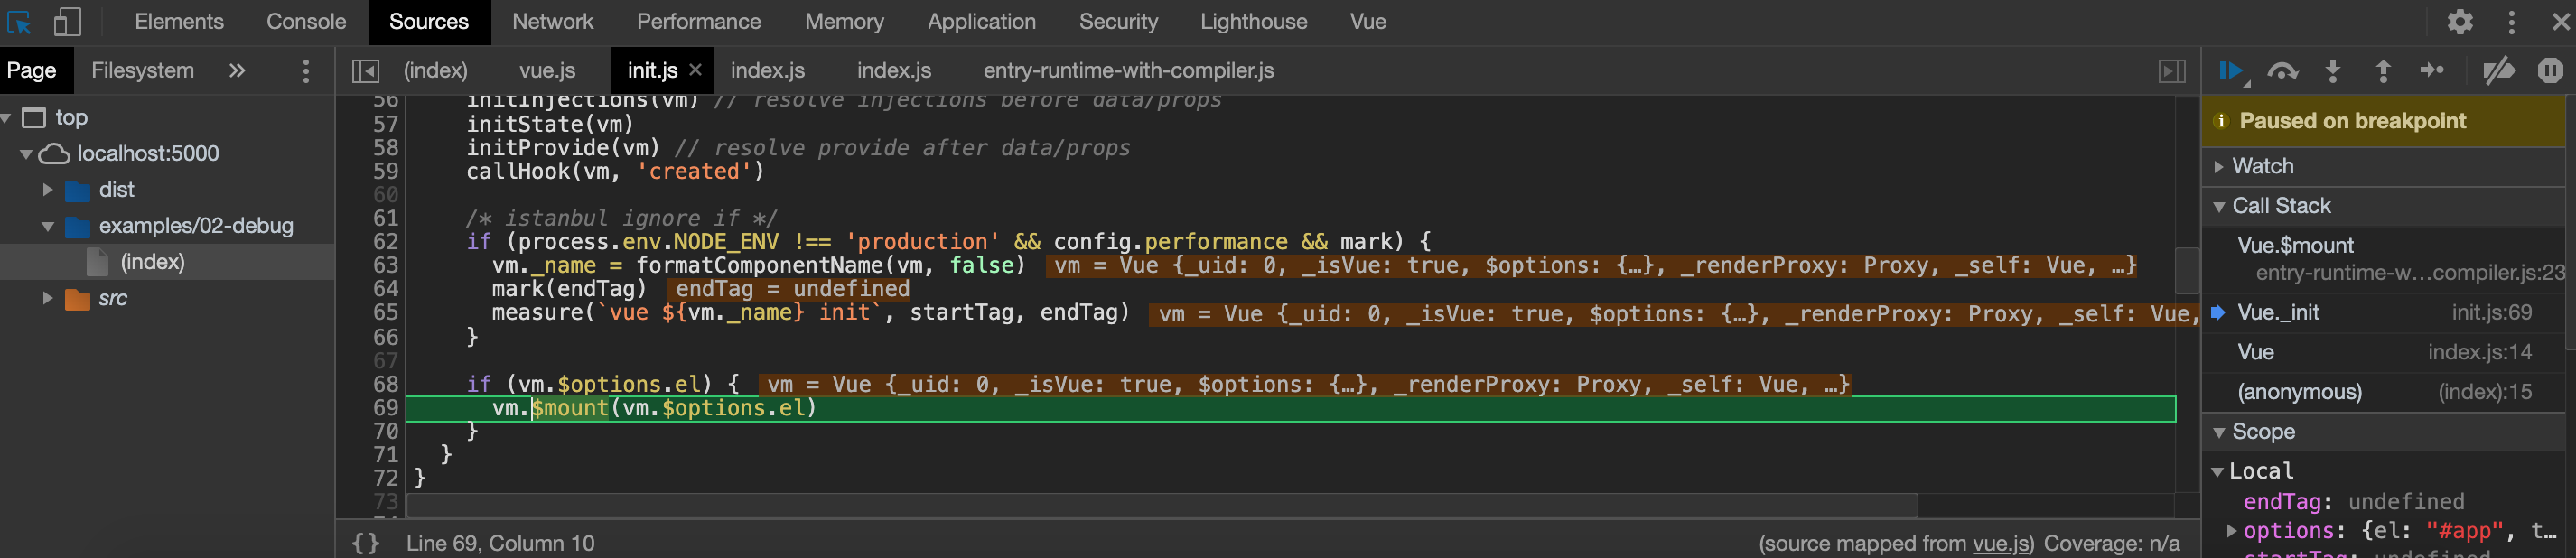 Elements Console Sources Network Performance Memory Application Security Lighthouse Vue
Page Filesystem »
(index) vue.js init.js × index.js index.js entry-runtime-with-compiler.js
top
localhost:5000
dist
examples/02-debug
(index)
src
56 initInjections(vm) // resolve injections before data/props
57 initState(vm)
58 initProvide(vm) // resolve provide after data/props
59 callHook(vm, 'created')
60
61 /* istanbul ignore if */
62 if (process.env.NODE_ENV !== 'production' && config.performance && mark) {
63 vm._name = formatComponentName(vm, false) vm = Vue {_uid: 0, _isVue: true, $options: {…}, _renderProxy: Proxy, _self: Vue, …}
64 mark(endTag) endTag = undefined
65 measure(`vue ${vm._name} init`, startTag, endTag) vm = Vue {_uid: 0, _isVue: true, $options: {…}, _renderProxy: Proxy, _self: Vue,
66 }
67
68 if (vm.$options.el) { vm = Vue {_uid: 0, _isVue: true, $options: {…}, _renderProxy: Proxy, _self: Vue, …}
69 vm.$mount(vm.$options.el)
70 }
71 }
72 }
73
{} Line 69, Column 10 (source mapped from vue.js) Coverage: n/a
Paused on breakpoint
Watch
Call Stack
Vue.$mount
entry-runtime-w…compiler.js:23
Vue._init init.js:69
Vue index.js:14
(anonymous) (index):15
Scope
Local
endTag: undefined
options: {el: "#app", t…
startTag: undefined